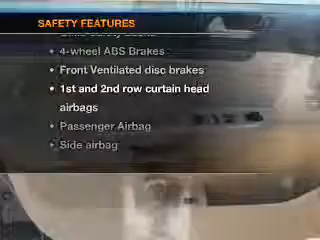 SAFETY FEATURES
• 4-wheel ABS Brakes
• Front Ventilated disc brakes
• 1st and 2nd row curtain head
airbags
• Passenger Airbag
• Side airbag